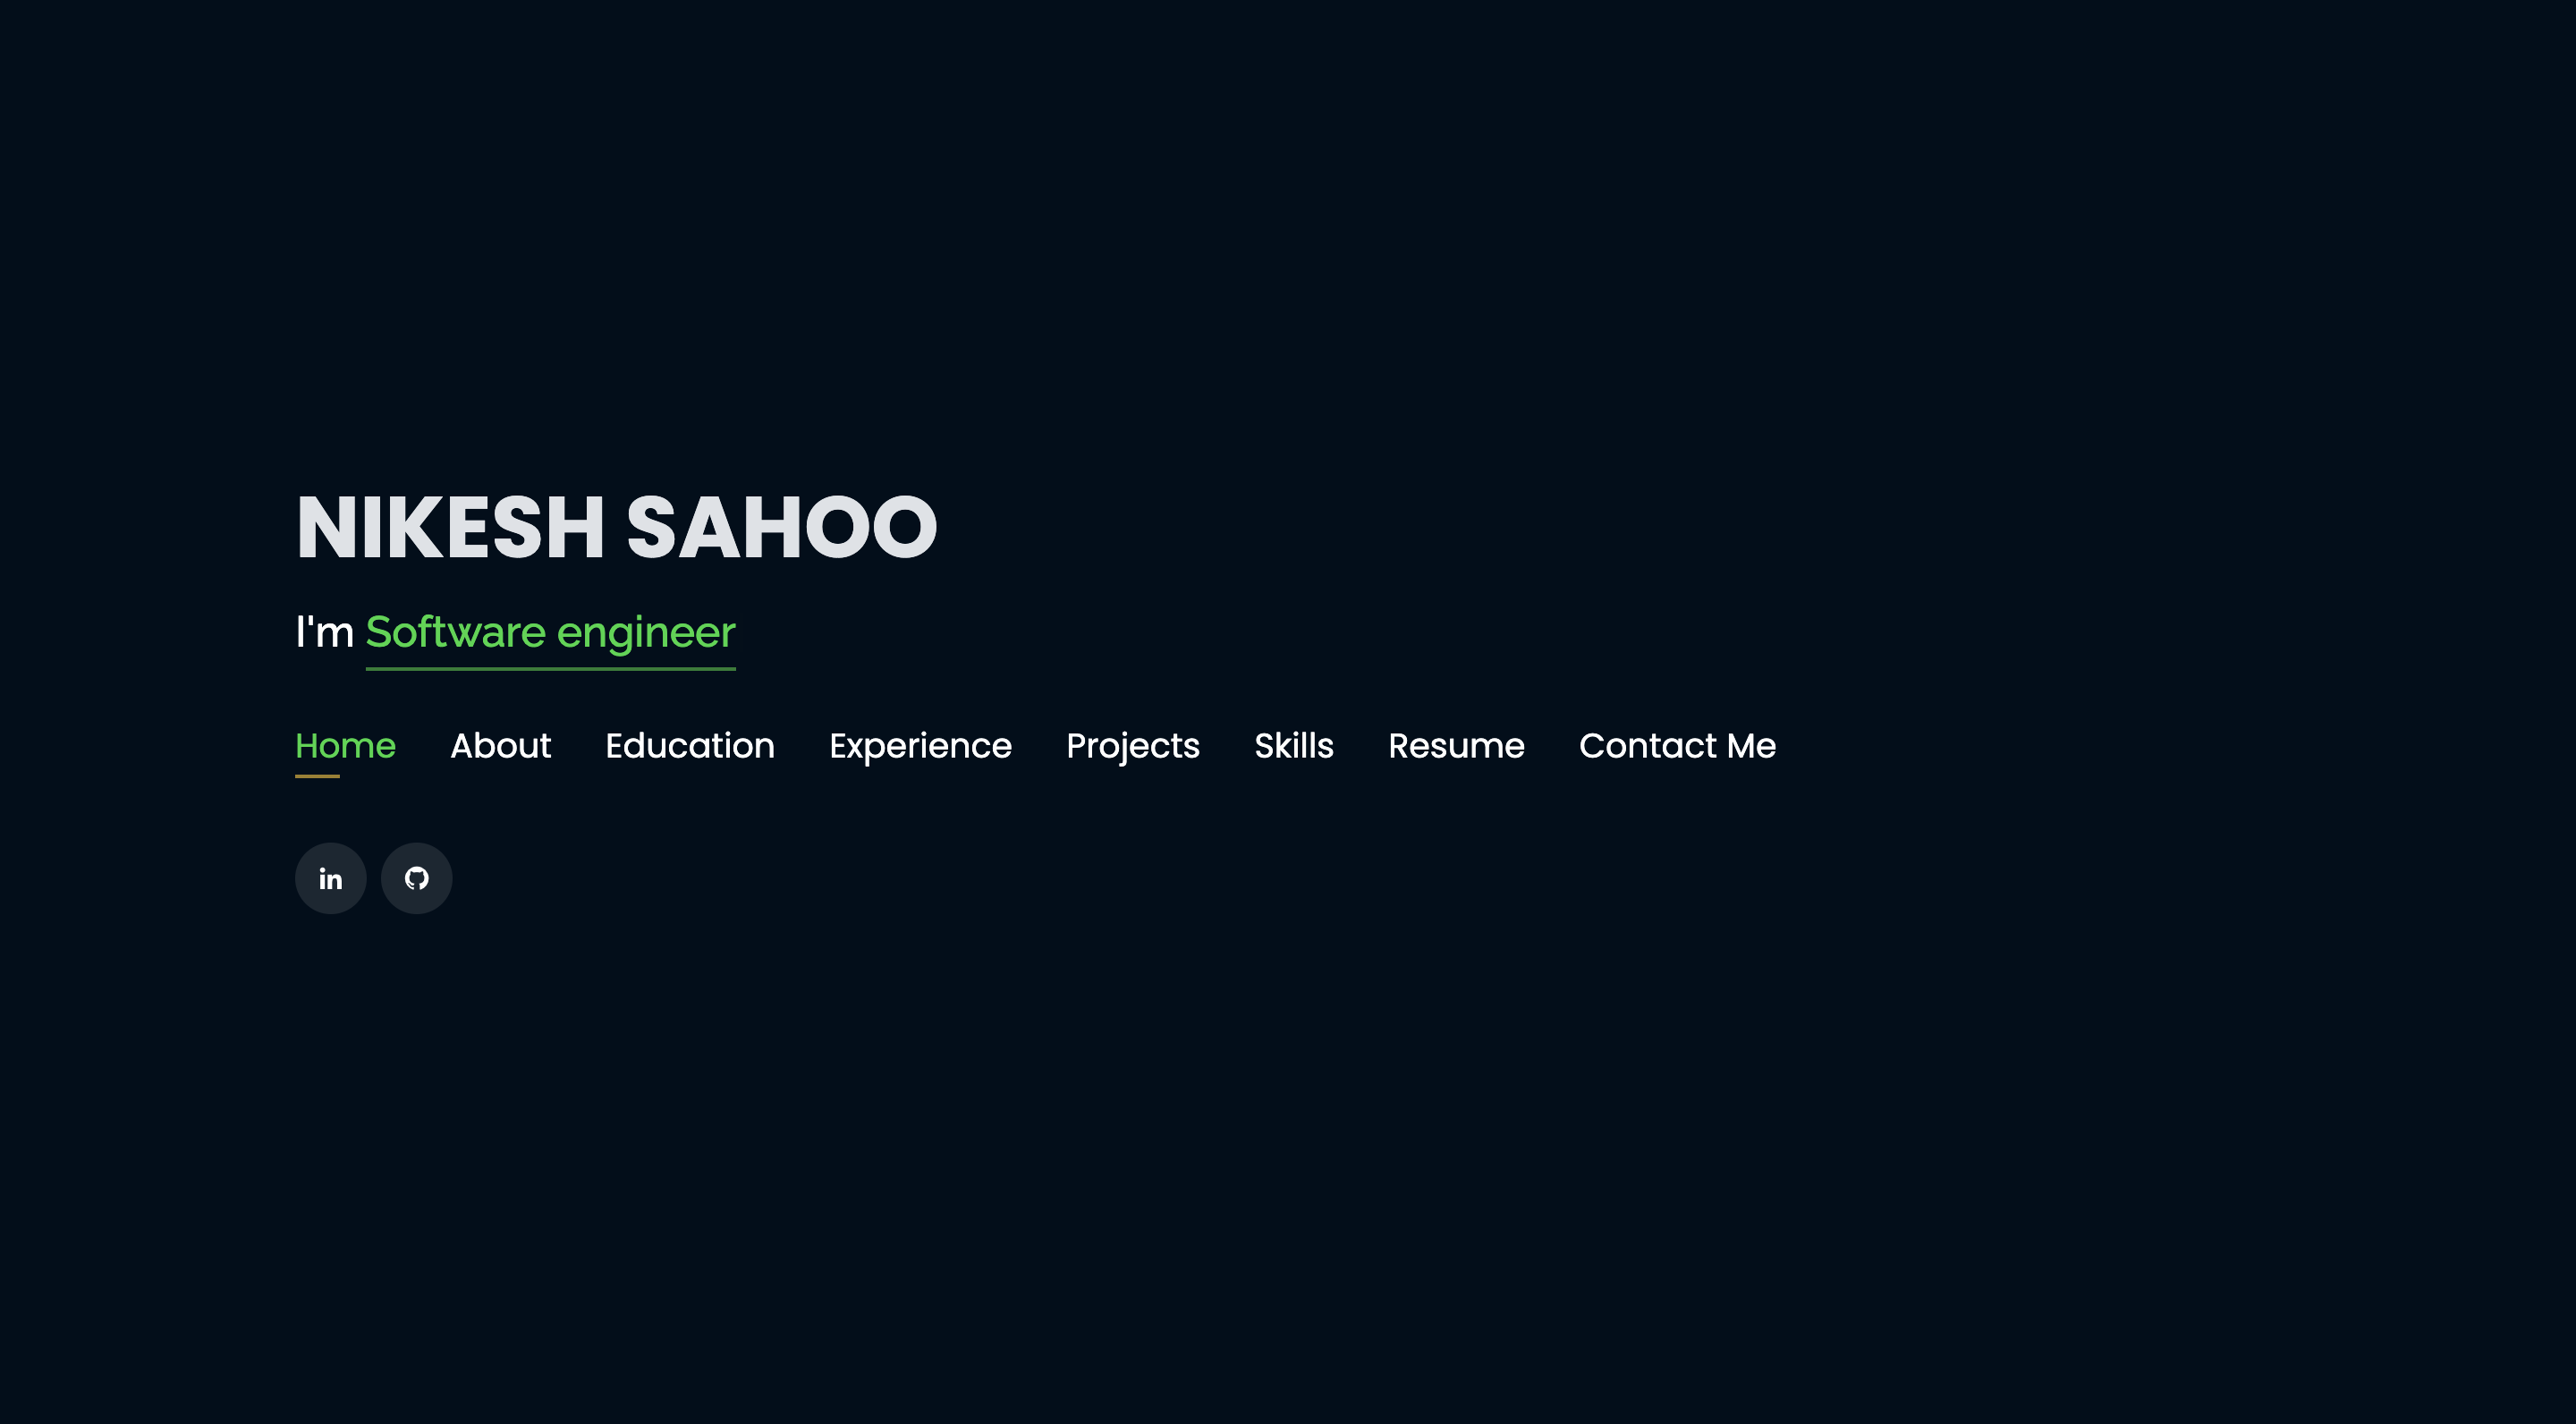 NIKESH SAHOO
I'm Software engineer
Home About Education Experience Projects Skills Resume Contact Me
in